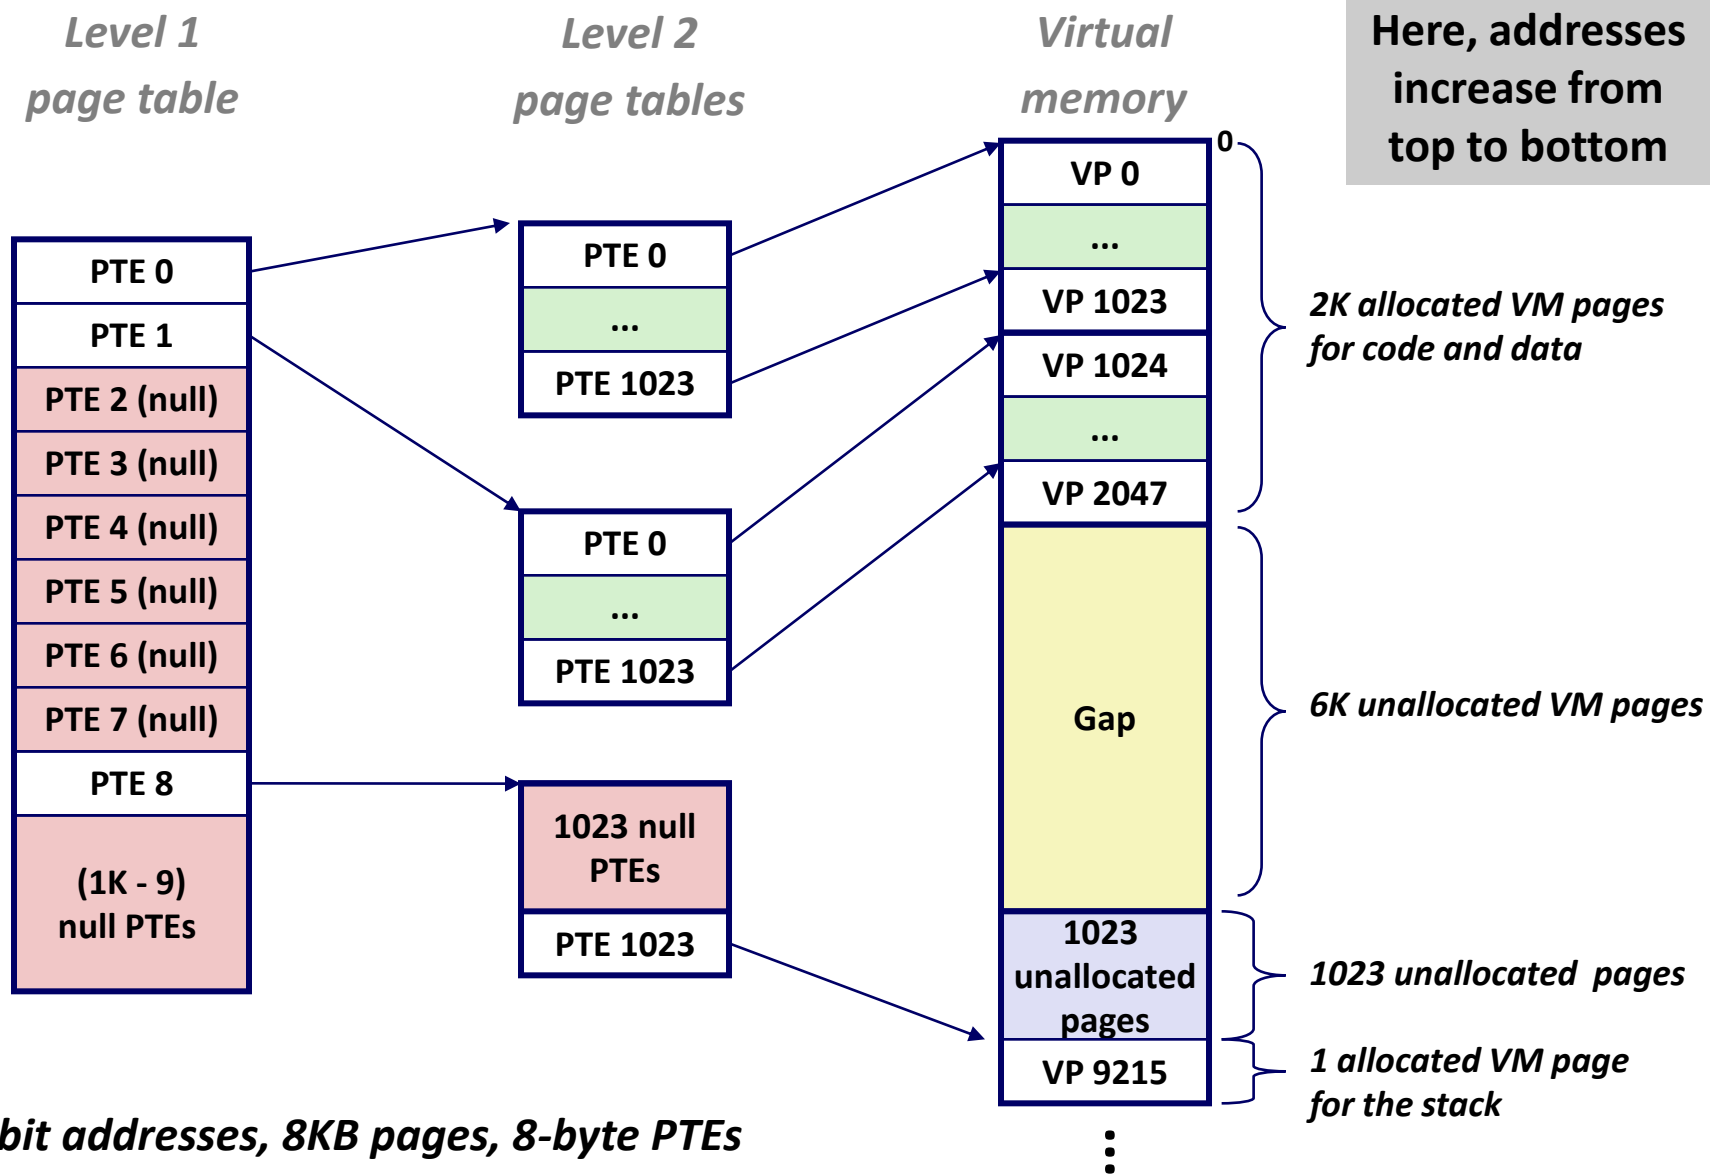 Level 1
page table
Level 2
page tables
Virtual
memory
Here, addresses
increase from
top to bottom
PTE 0
PTE 1
PTE 2 (null)
PTE 3 (null)
PTE 4 (null)
PTE 5 (null)
PTE 6 (null)
PTE 7 (null)
PTE 8
(1K - 9)
null PTEs
PTE 0
...
PTE 1023
PTE 0
...
PTE 1023
1023 null
PTEs
PTE 1023
0
VP 0
...
VP 1023
VP 1024
...
VP 2047
Gap
1023
unallocated
pages
VP 9215
...
2K allocated VM pages
for code and data
6K unallocated VM pages
1023 unallocated pages
1 allocated VM page
for the stack
bit addresses, 8KB pages, 8-byte PTEs